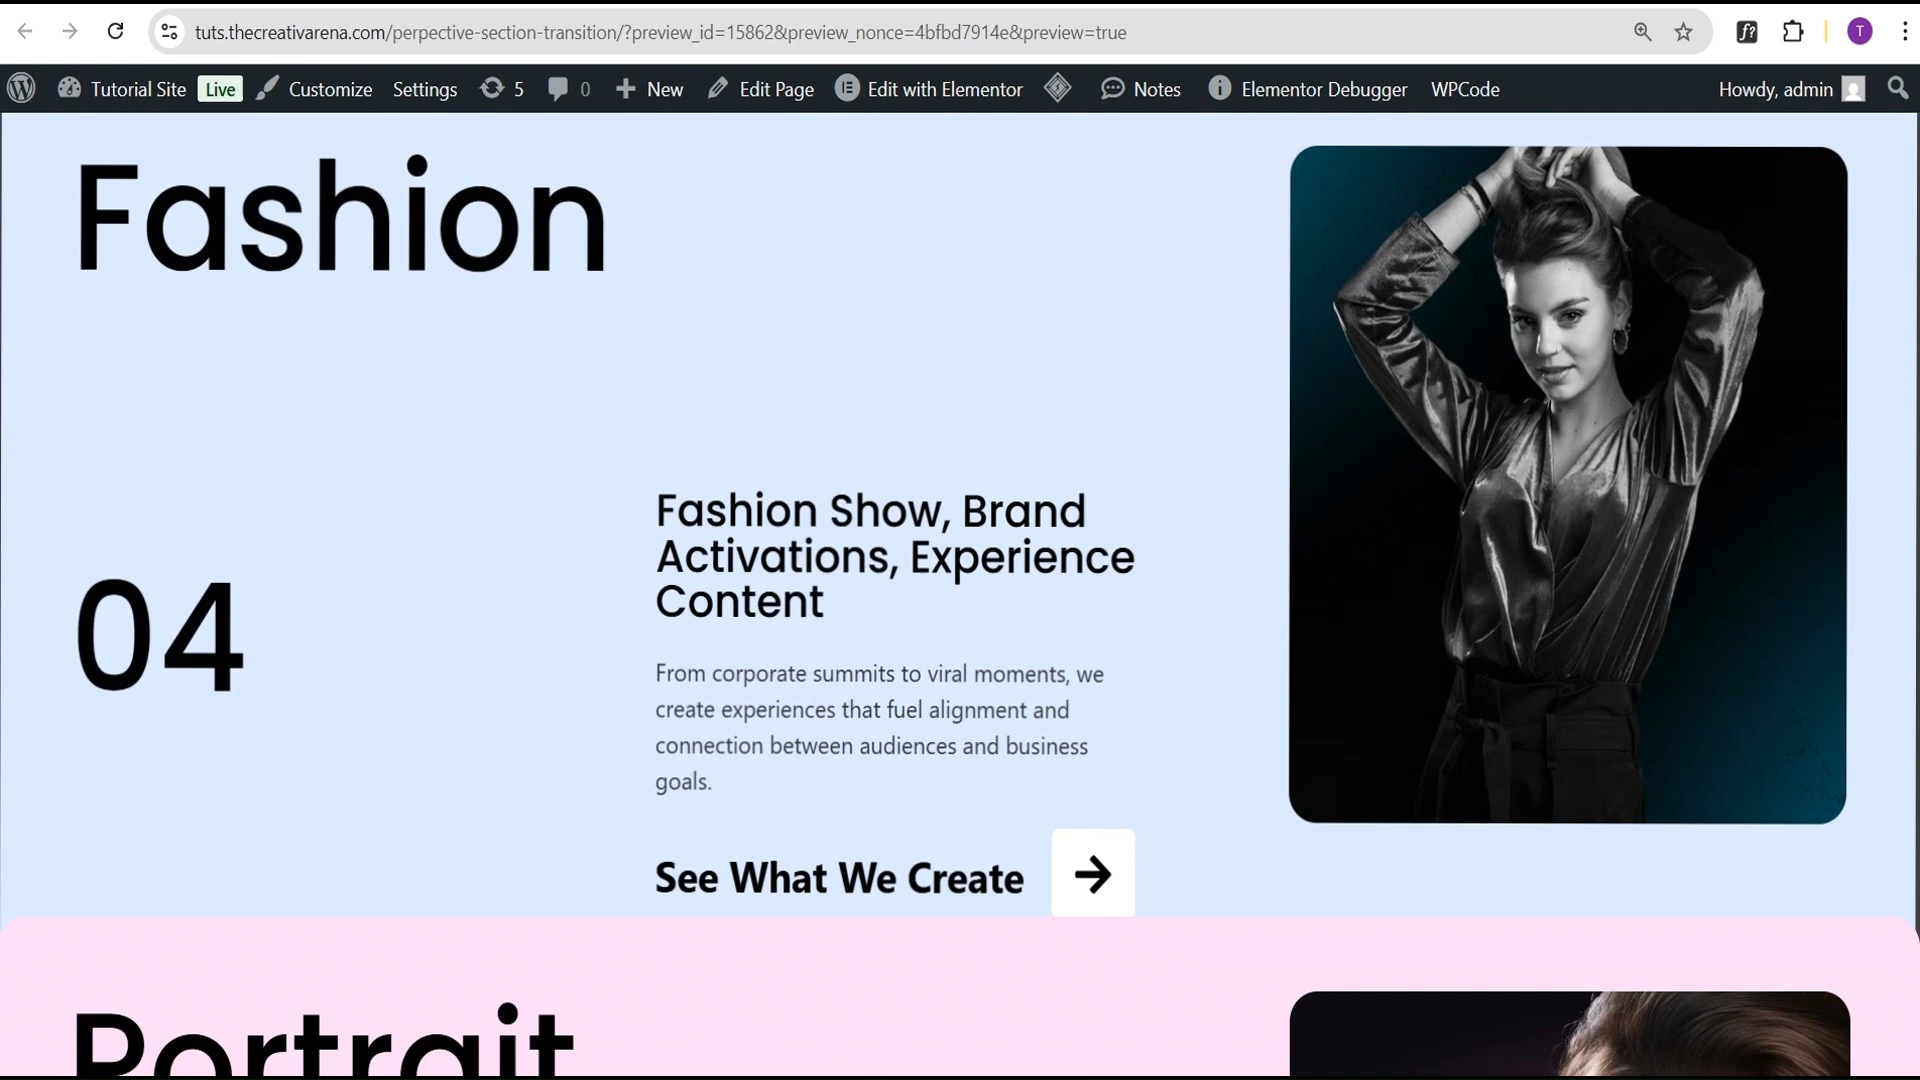 tuts.thecreativarena.com/perpective-section-transition/?preview_id=15862&preview_nonce=4bfbd7914e&preview=true
f?
T
Tutorial Site Live Customize Settings 5 0 New Edit Page Edit with Elementor Notes Elementor Debugger WPCode Howdy, admin
Fashion
Fashion Show, Brand
Activations, Experience
Content
04
From corporate summits to viral moments, we
create experiences that fuel alignment and
connection between audiences and business
goals.
See What We Create
Portrait